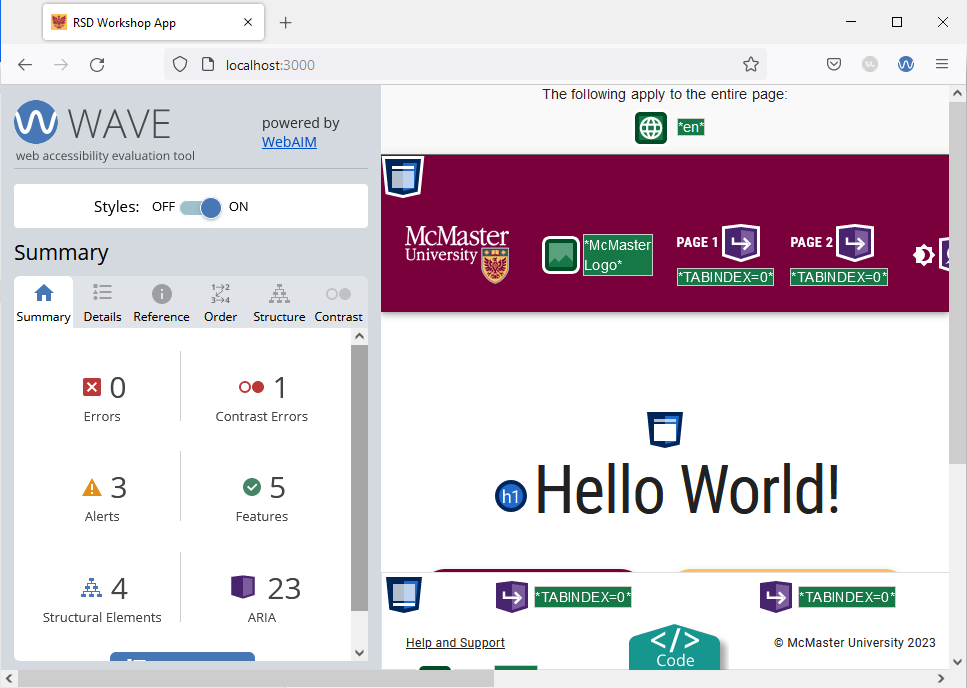 RSD Workshop App
localhost:3000
WAVE
web accessibility evaluation tool
powered by
WebAIM
Styles: OFF ON
Summary
Summary Details Reference Order Structure Contrast
0 Errors
1 Contrast Errors
3 Alerts
5 Features
4 Structural Elements
23 ARIA
The following apply to the entire page:
*en*
McMaster
University
*McMaster
Logo*
PAGE 1
*TABINDEX=0*
PAGE 2
*TABINDEX=0*
h1 Hello World!
*TABINDEX=0* *TABINDEX=0*
Help and Support
</>
Code
© McMaster University 2023